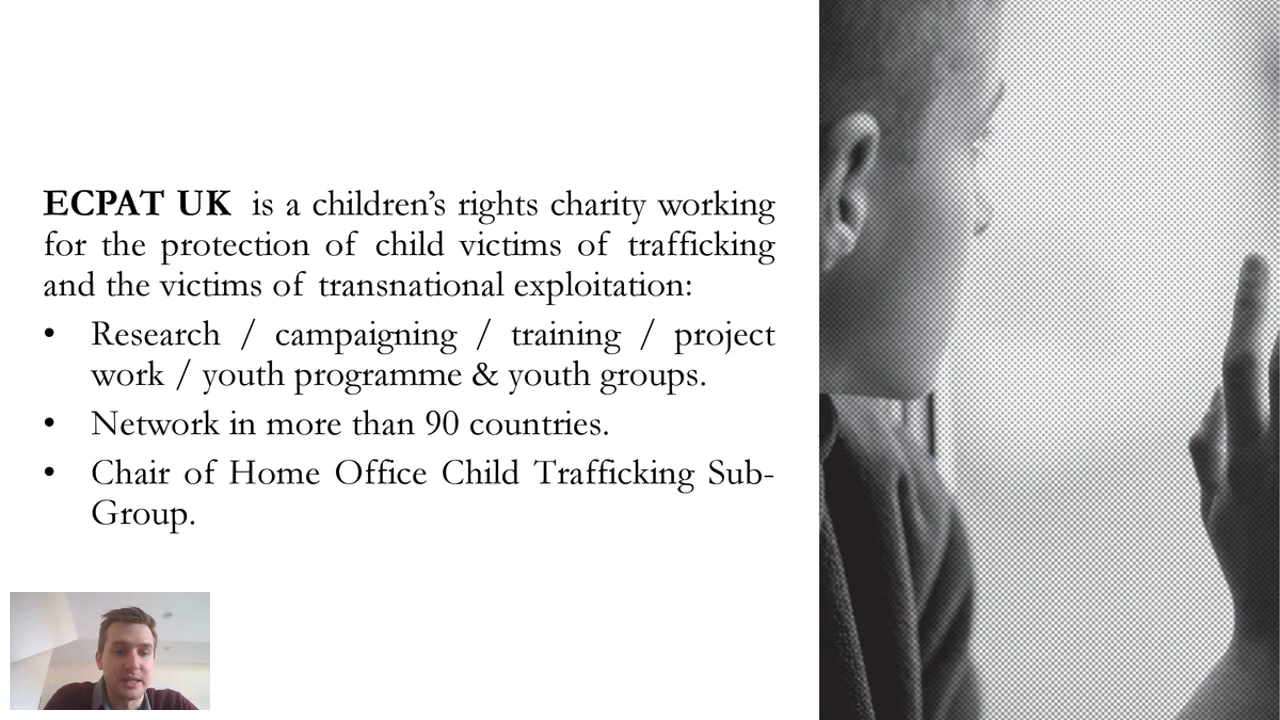 ECPAT UK is a children’s rights charity working
for the protection of child victims of trafficking
and the victims of transnational exploitation:
• Research / campaigning / training / project
work / youth programme & youth groups.
• Network in more than 90 countries.
• Chair of Home Office Child Trafficking Sub-
Group.